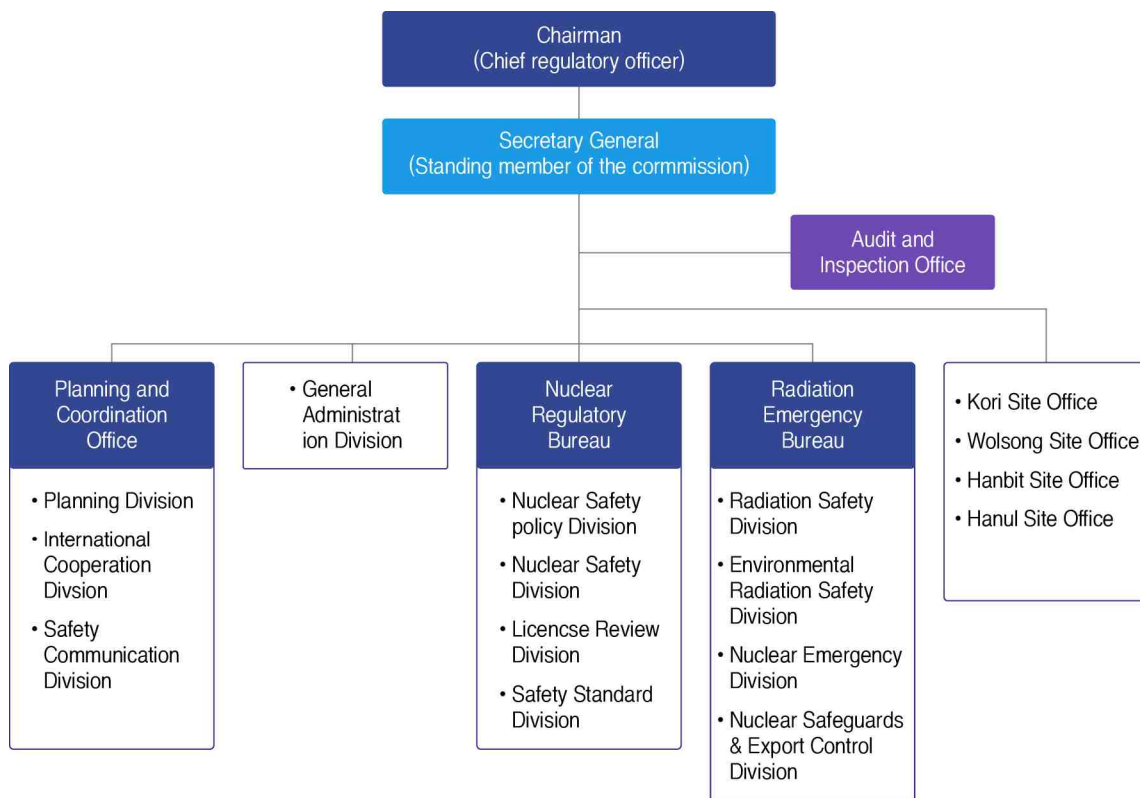 Chairman
(Chief regulatory officer)
Secretary General
(Standing member of the cormmission)
Audit and
Inspection Office
Planning and
Coordination
Office
• Planning Division
• International
Cooperation
Divsion
• Safety
Communication
Division
• General
Administrat
ion Division
Nuclear
Regulatory
Bureau
• Nuclear Safety
policy Division
• Nuclear Safety
Division
• Licencse Review
Division
• Safety Standard
Division
Radiation
Emergency
Bureau
• Radiation Safety
Division
• Environmental
Radiation Safety
Division
• Nuclear Emergency
Division
• Nuclear Safeguards
& Export Control
Division
• Kori Site Office
• Wolsong Site Office
• Hanbit Site Office
• Hanul Site Office